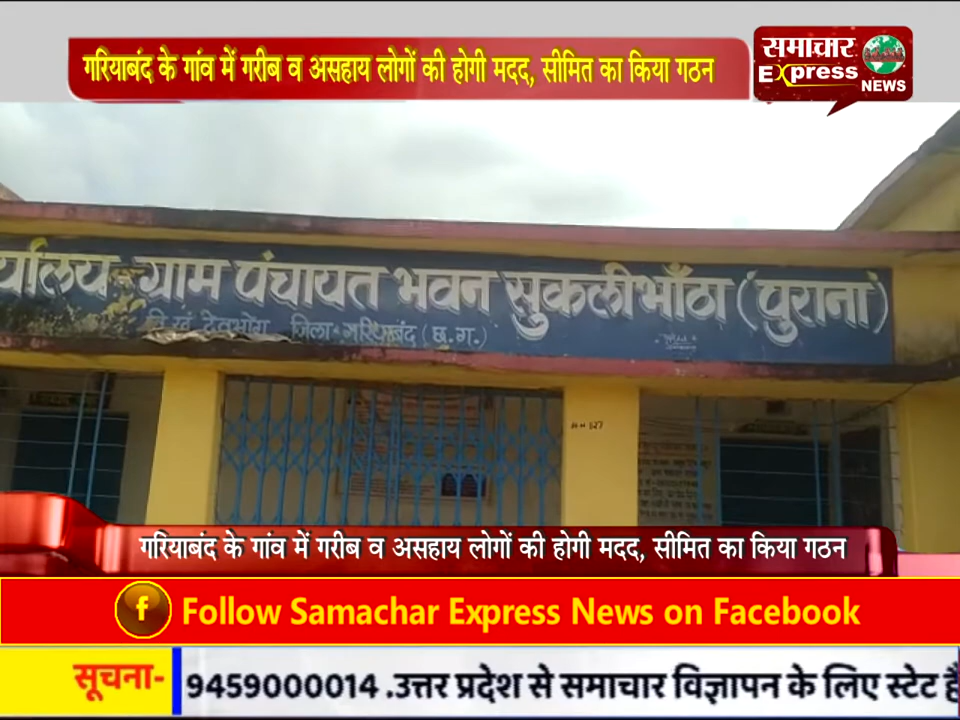 गरियाबंद के गांव में गरीब व असहाय लोगों की होगी मदद, सीमित का किया गठन
समाचार
Express
NEWS
र्यालय-ग्राम पंचायत भवन सुकलीभाँठा (पुराना)
वि.खं. देवभोग जिला-गरियाबंद (छ.ग.)
गरियाबंद के गांव में गरीब व असहाय लोगों की होगी मदद, सीमित का किया गठन
f Follow Samachar Express News on Facebook
सूचना- 9459000014 .उत्तर प्रदेश से समाचार विज्ञापन के लिए स्टेट है